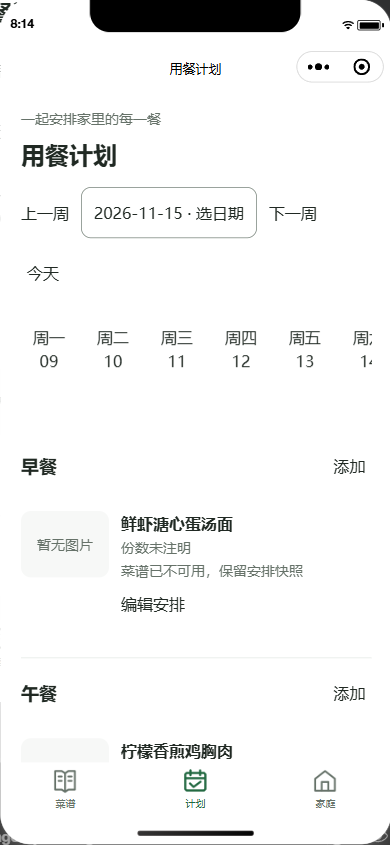 8:14
用餐计划
一起安排家里的每一餐
用餐计划
上一周 2026-11-15 · 选日期 下一周
今天
周一 周二 周三 周四 周五
09 10 11 12 13
早餐 添加
暂无图片
鲜虾溏心蛋汤面
份数未注明
菜谱已不可用，保留安排快照
编辑安排
午餐 添加
柠檬香煎鸡胸肉
菜谱 计划 家庭